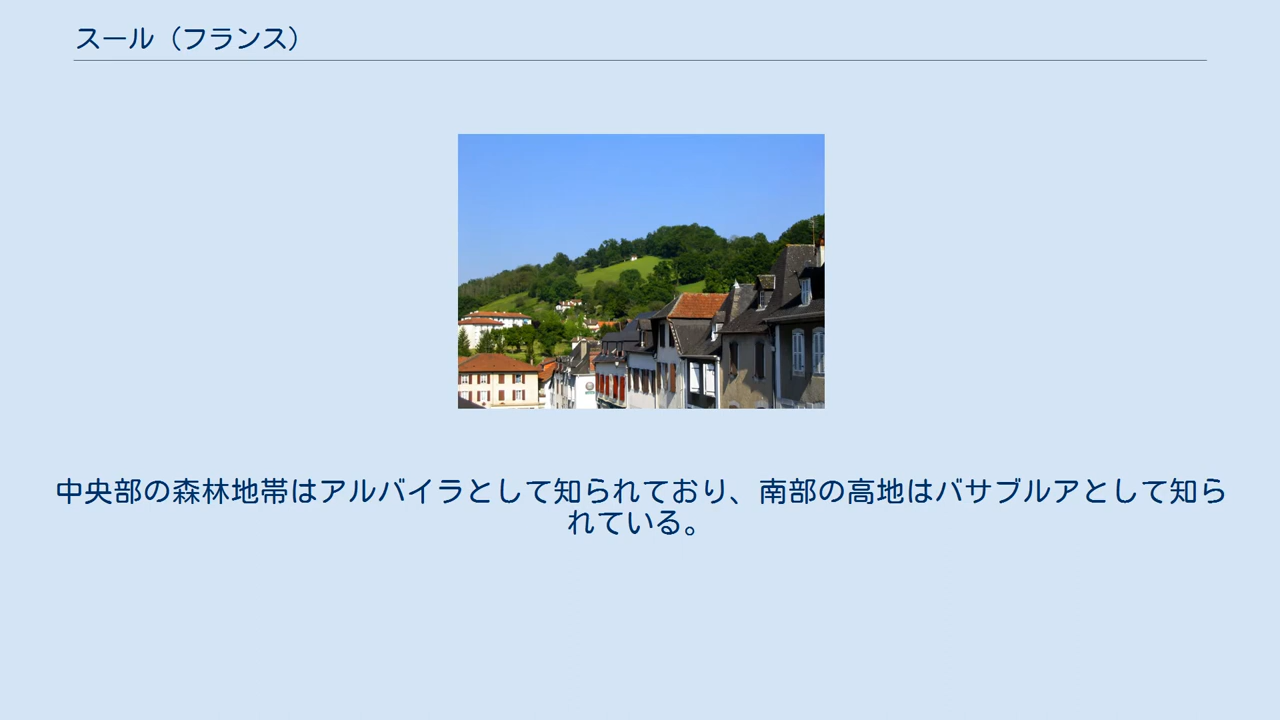 スール（フランス）
中央部の森林地帯はアルバイラとして知られており、南部の高地はバサブルアとして知ら
れている。